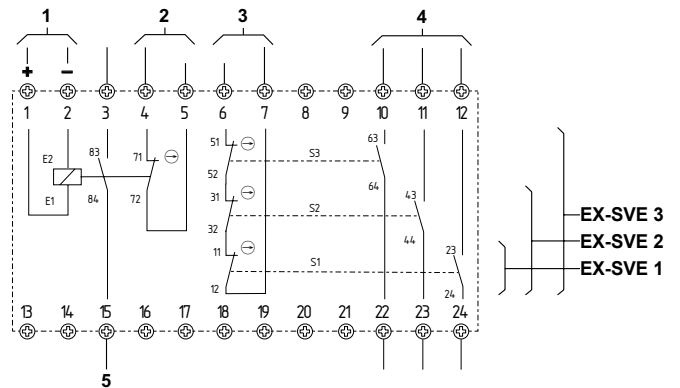 1 2 3 4
+ −
1 2 3 4 5 6 7 8 9 10 11 12
83 71 51 63
E2 S3
52
E1 84 72 31 64 43
S2
32 44
11 23
S1
12 24
EX-SVE 3
EX-SVE 2
EX-SVE 1
13 14 15 16 17 18 19 20 21 22 23 24
5